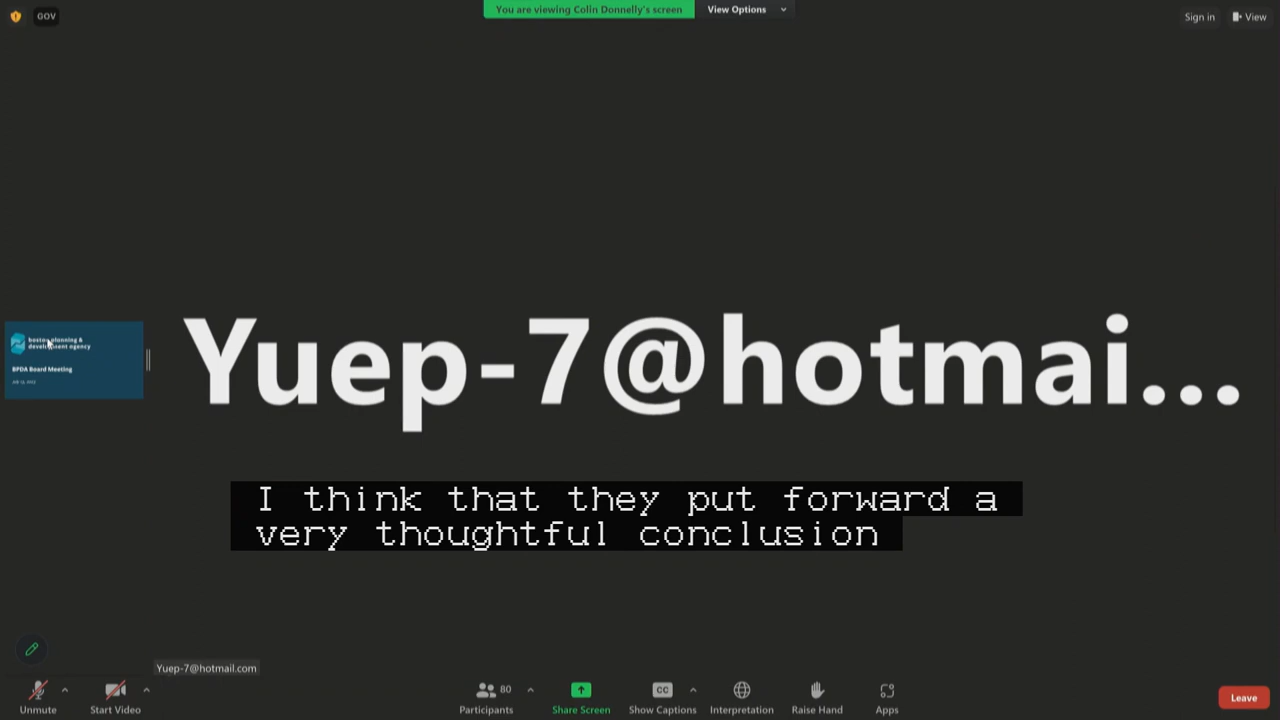 GOV
You are viewing Colin Donnelly's screen
View Options
Sign in
View
boston planning &
development agency
BPDA Board Meeting
Yuep-7@hotmai...
I think that they put forward a
very thoughtful conclusion
Yuep-7@hotmail.com
Unmute
Start Video
80
Participants
Share Screen
CC
Show Captions
Interpretation
Raise Hand
Apps
Leave